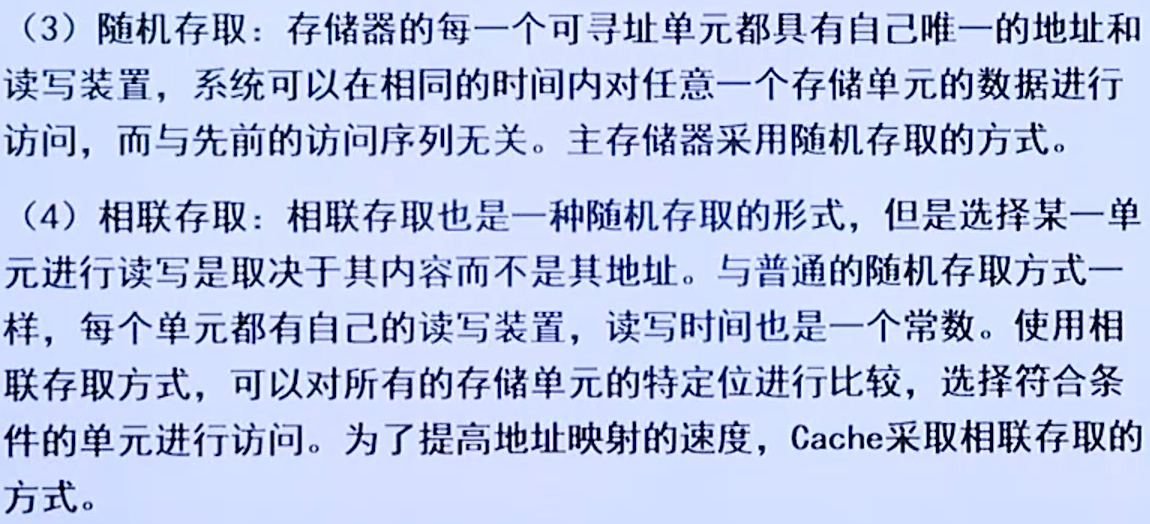 （3）随机存取：存储器的每一个可寻址单元都具有自己唯一的地址和
读写装置，系统可以在相同的时间内对任意一个存储单元的数据进行
访问，而与先前的访问序列无关。主存储器采用随机存取的方式。
（4）相联存取：相联存取也是一种随机存取的形式，但是选择某一单
元进行读写是取决于其内容而不是其地址。与普通的随机存取方式一
样，每个单元都有自己的读写装置，读写时间也是一个常数。使用相
联存取方式，可以对所有的存储单元的特定位进行比较，选择符合条
件的单元进行访问。为了提高地址映射的速度，Cache采取相联存取的
方式。